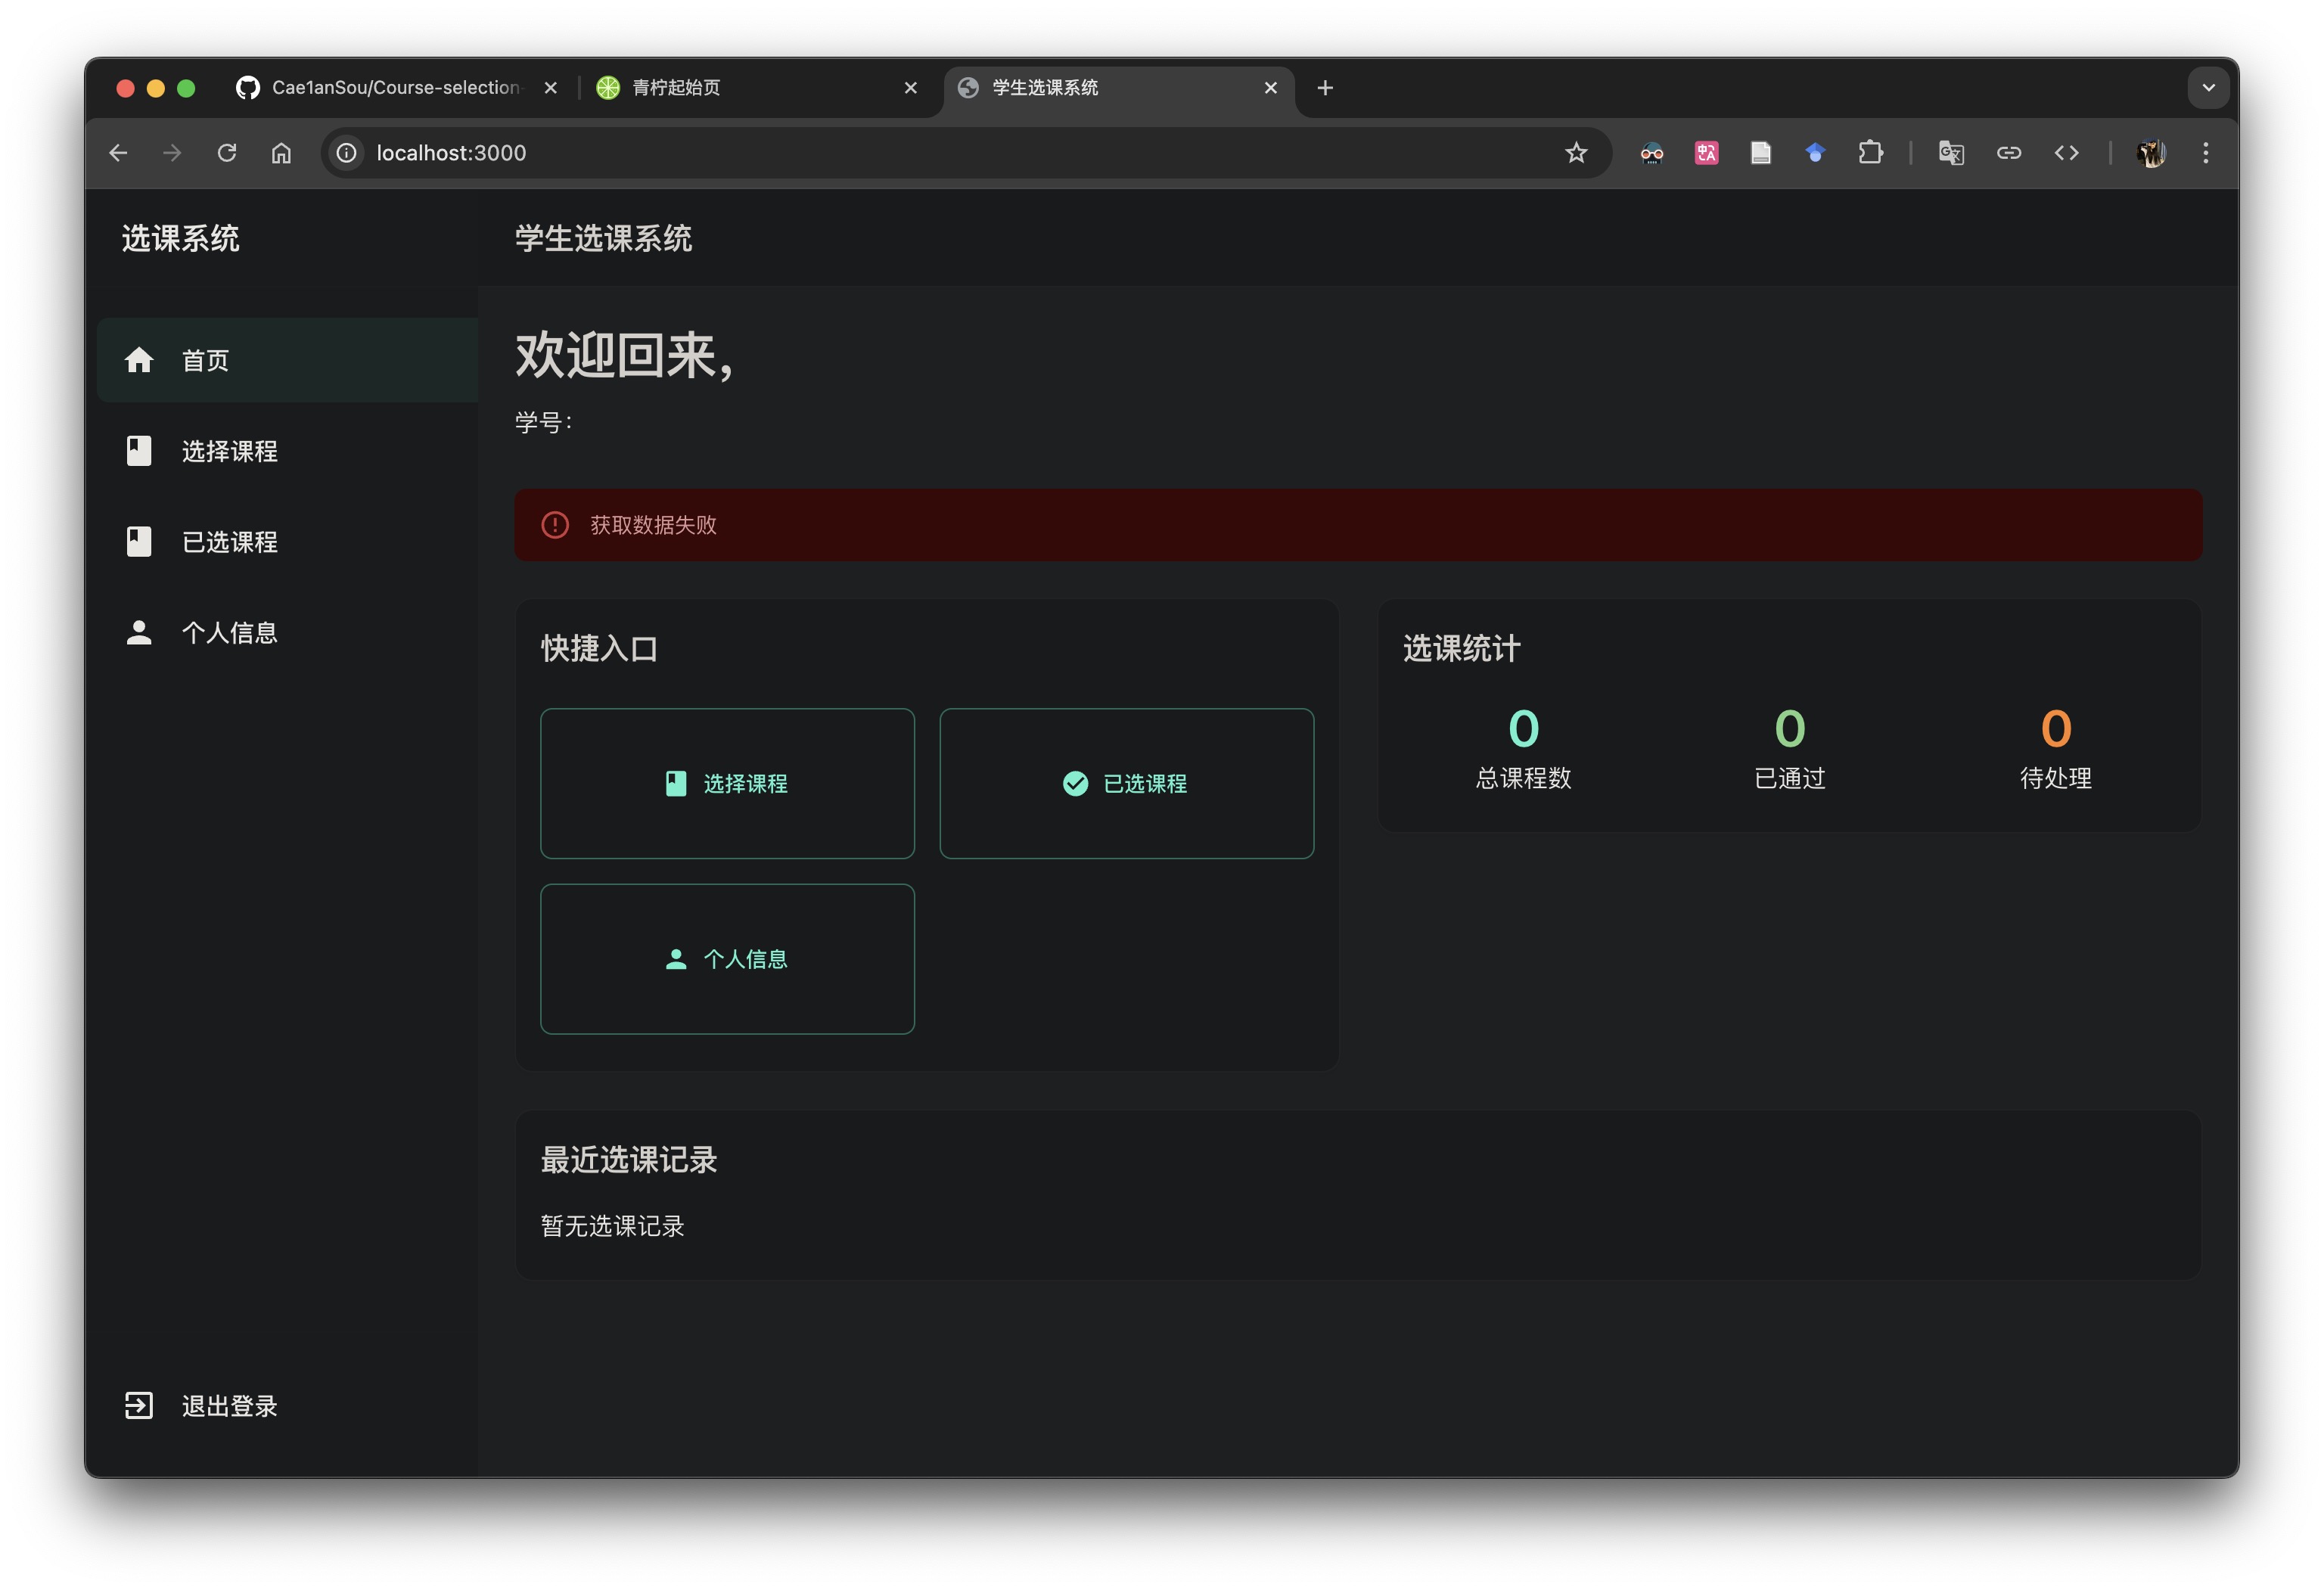 Cae1anSou/Course-selection-
青柠起始页
学生选课系统
localhost:3000
选课系统
学生选课系统
首页
选择课程
已选课程
个人信息
退出登录
欢迎回来，
学号：
获取数据失败
快捷入口
选择课程
已选课程
个人信息
选课统计
0
0
0
总课程数
已通过
待处理
最近选课记录
暂无选课记录